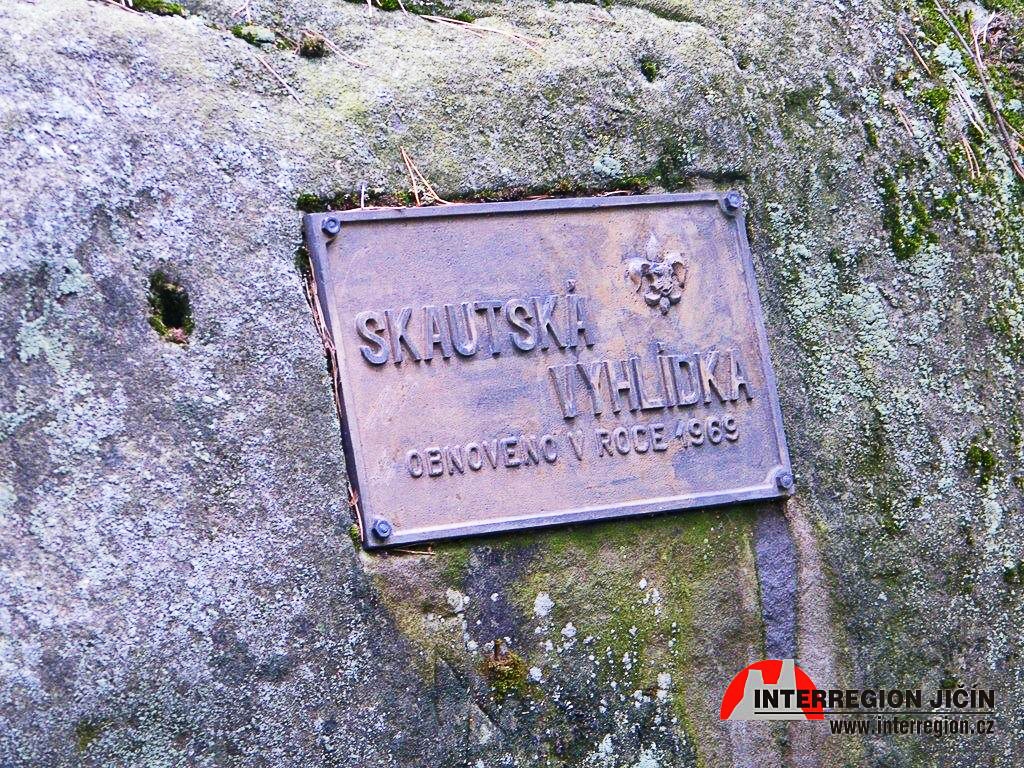 SKAUTSKÁ
VYHLÍDKA
OBNOVENO V ROCE 1969
INTERREGION JIČÍN
www.interregion.cz